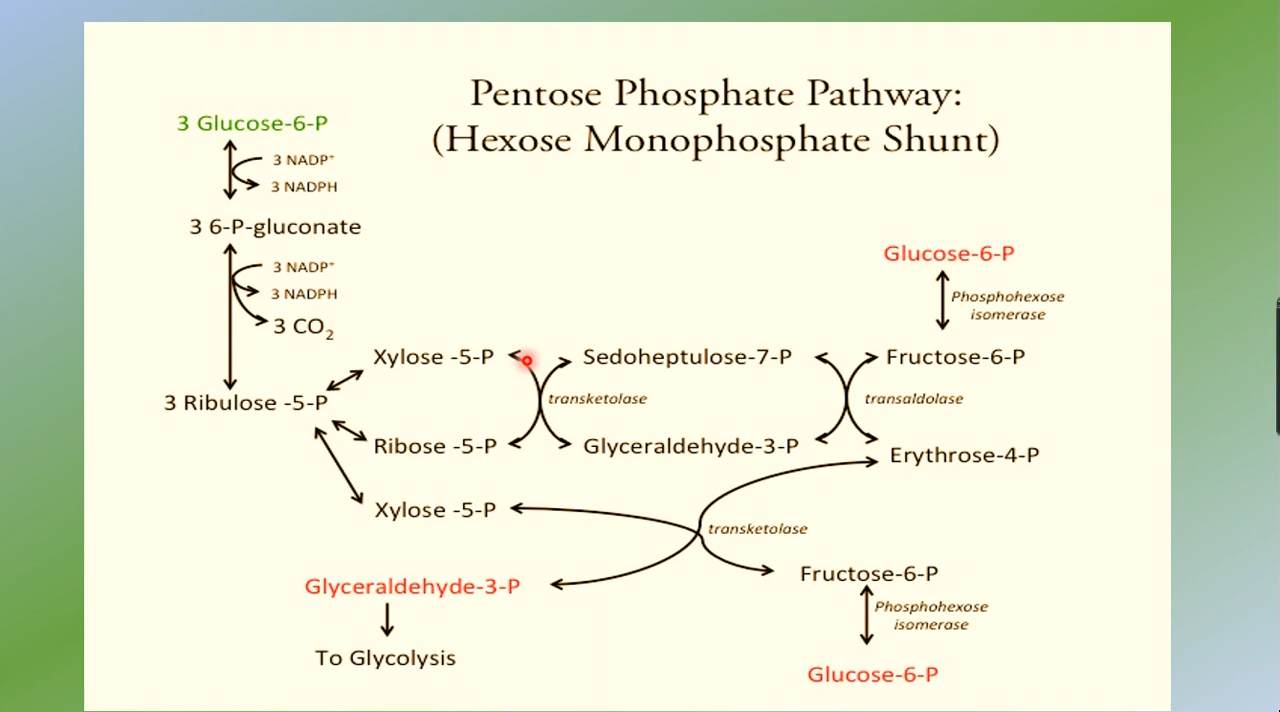 Pentose Phosphate Pathway:
(Hexose Monophosphate Shunt)
3 Glucose-6-P
3 NADP⁺
3 NADPH
3 6-P-gluconate
3 NADP⁺
3 NADPH
3 CO₂
3 Ribulose -5-P
Xylose -5-P
Ribose -5-P
Xylose -5-P
transketolase
Sedoheptulose-7-P
Glyceraldehyde-3-P
transaldolase
Glucose-6-P
Phosphohexose
isomerase
Fructose-6-P
Erythrose-4-P
transketolase
Glyceraldehyde-3-P
To Glycolysis
Fructose-6-P
Phosphohexose
isomerase
Glucose-6-P